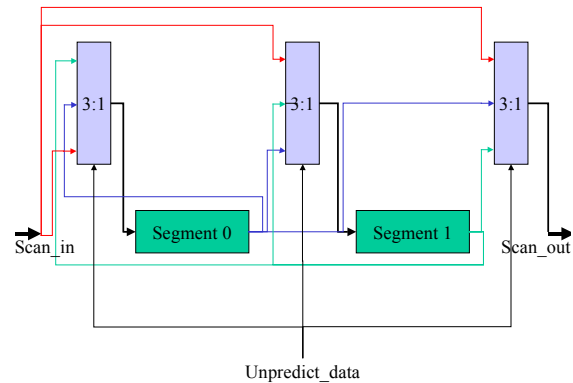 3:1
3:1
3:1
Segment 0
Segment 1
Scan_in
Scan_out
Unpredict_data